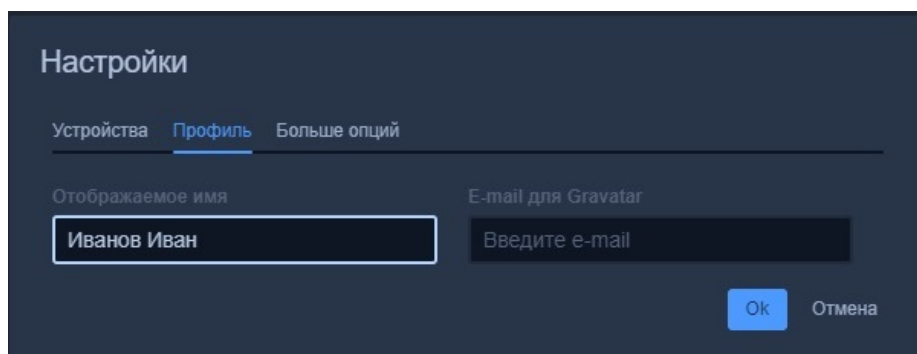 Настройки
Устройства Профиль Больше опций
Отображаемое имя E-mail для Gravatar
Иванов Иван Введите e-mail
Ok Отмена